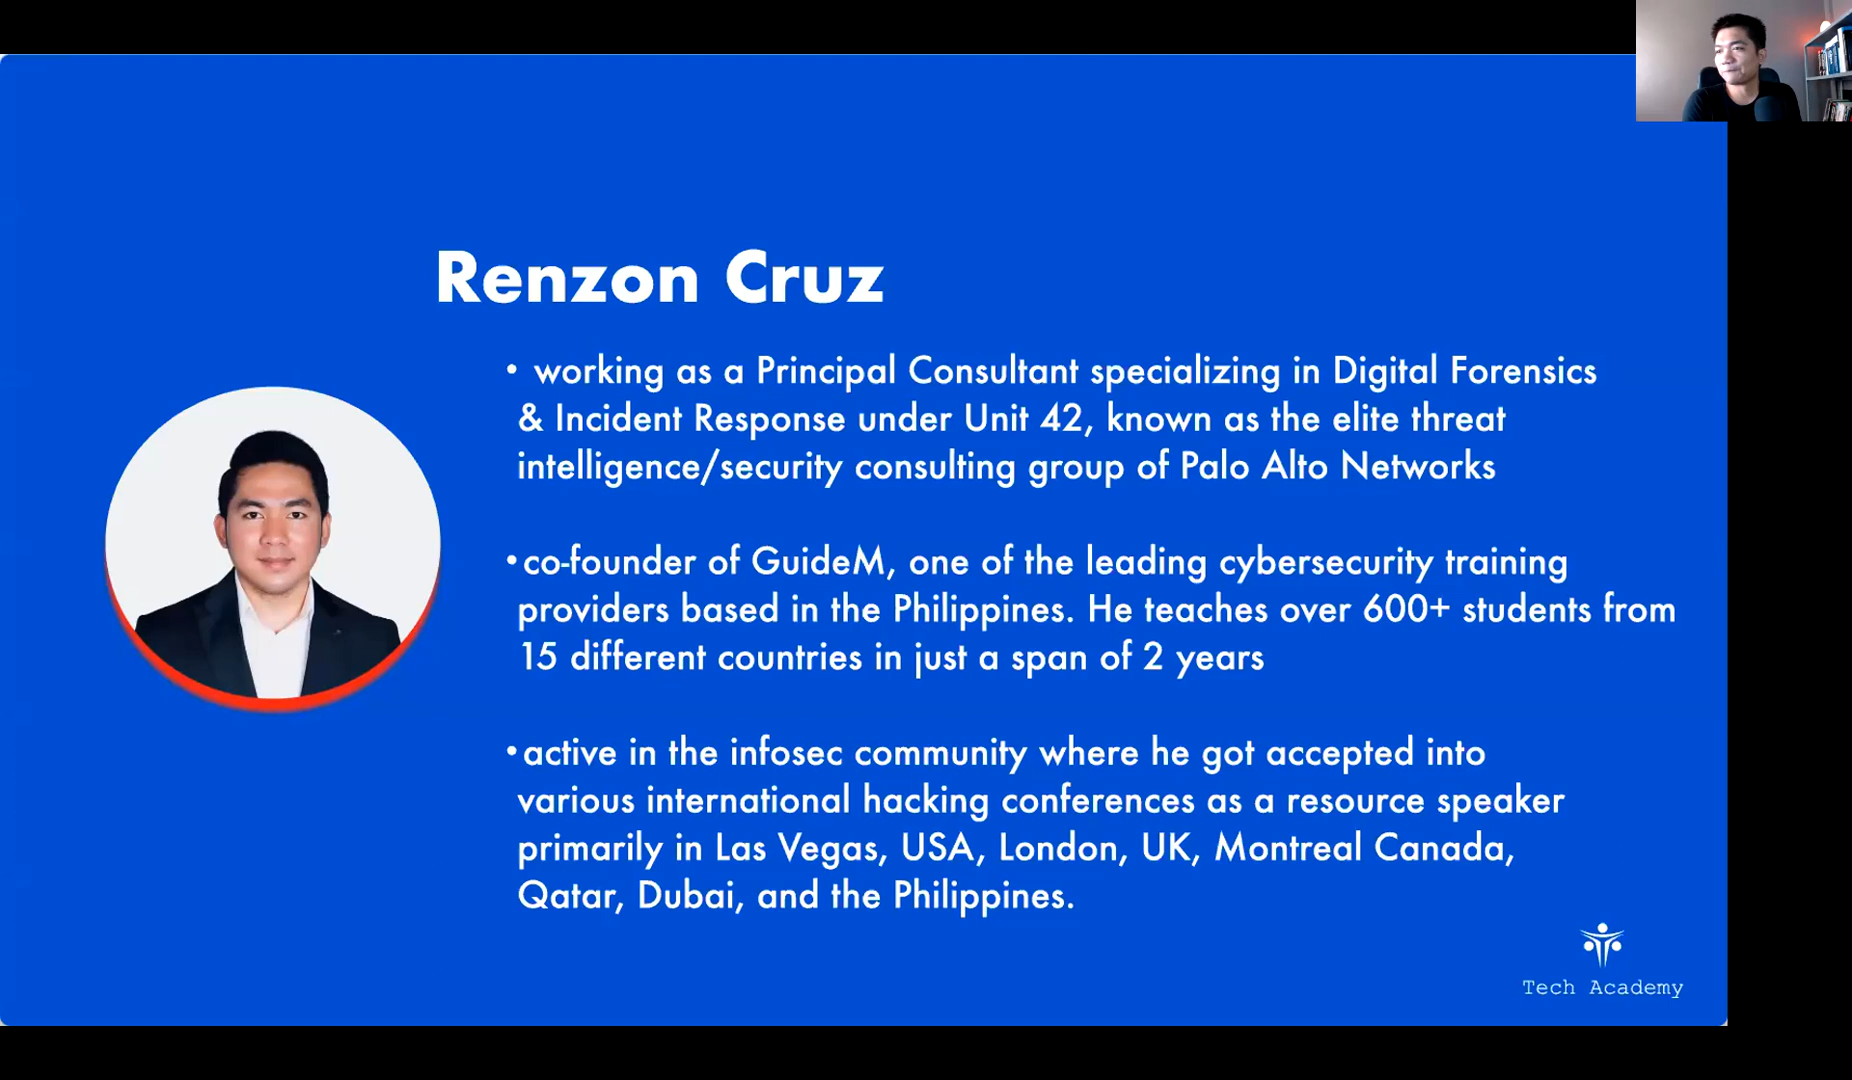 Renzon Cruz
• working as a Principal Consultant specializing in Digital Forensics
& Incident Response under Unit 42, known as the elite threat
intelligence/security consulting group of Palo Alto Networks
•co-founder of GuideM, one of the leading cybersecurity training
providers based in the Philippines. He teaches over 600+ students from
15 different countries in just a span of 2 years
•active in the infosec community where he got accepted into
various international hacking conferences as a resource speaker
primarily in Las Vegas, USA, London, UK, Montreal Canada,
Qatar, Dubai, and the Philippines.
Tech Academy